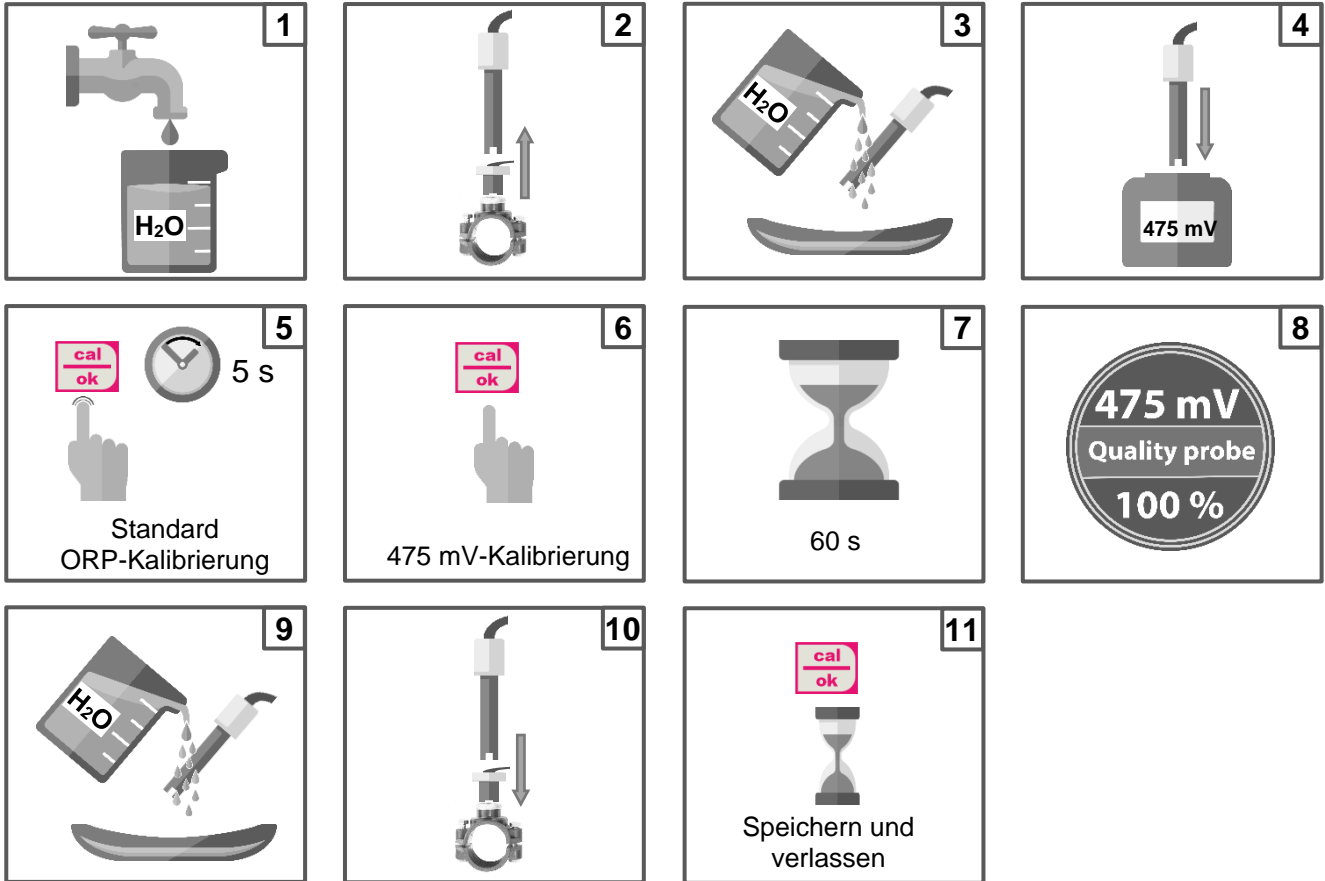 1
H₂O
2
3
H₂O
4
475 mV
5
cal
ok
5 s
Standard
ORP-Kalibrierung
6
cal
ok
475 mV-Kalibrierung
7
60 s
8
475 mV
Quality probe
100 %
9
H₂O
10
11
cal
ok
Speichern und
verlassen